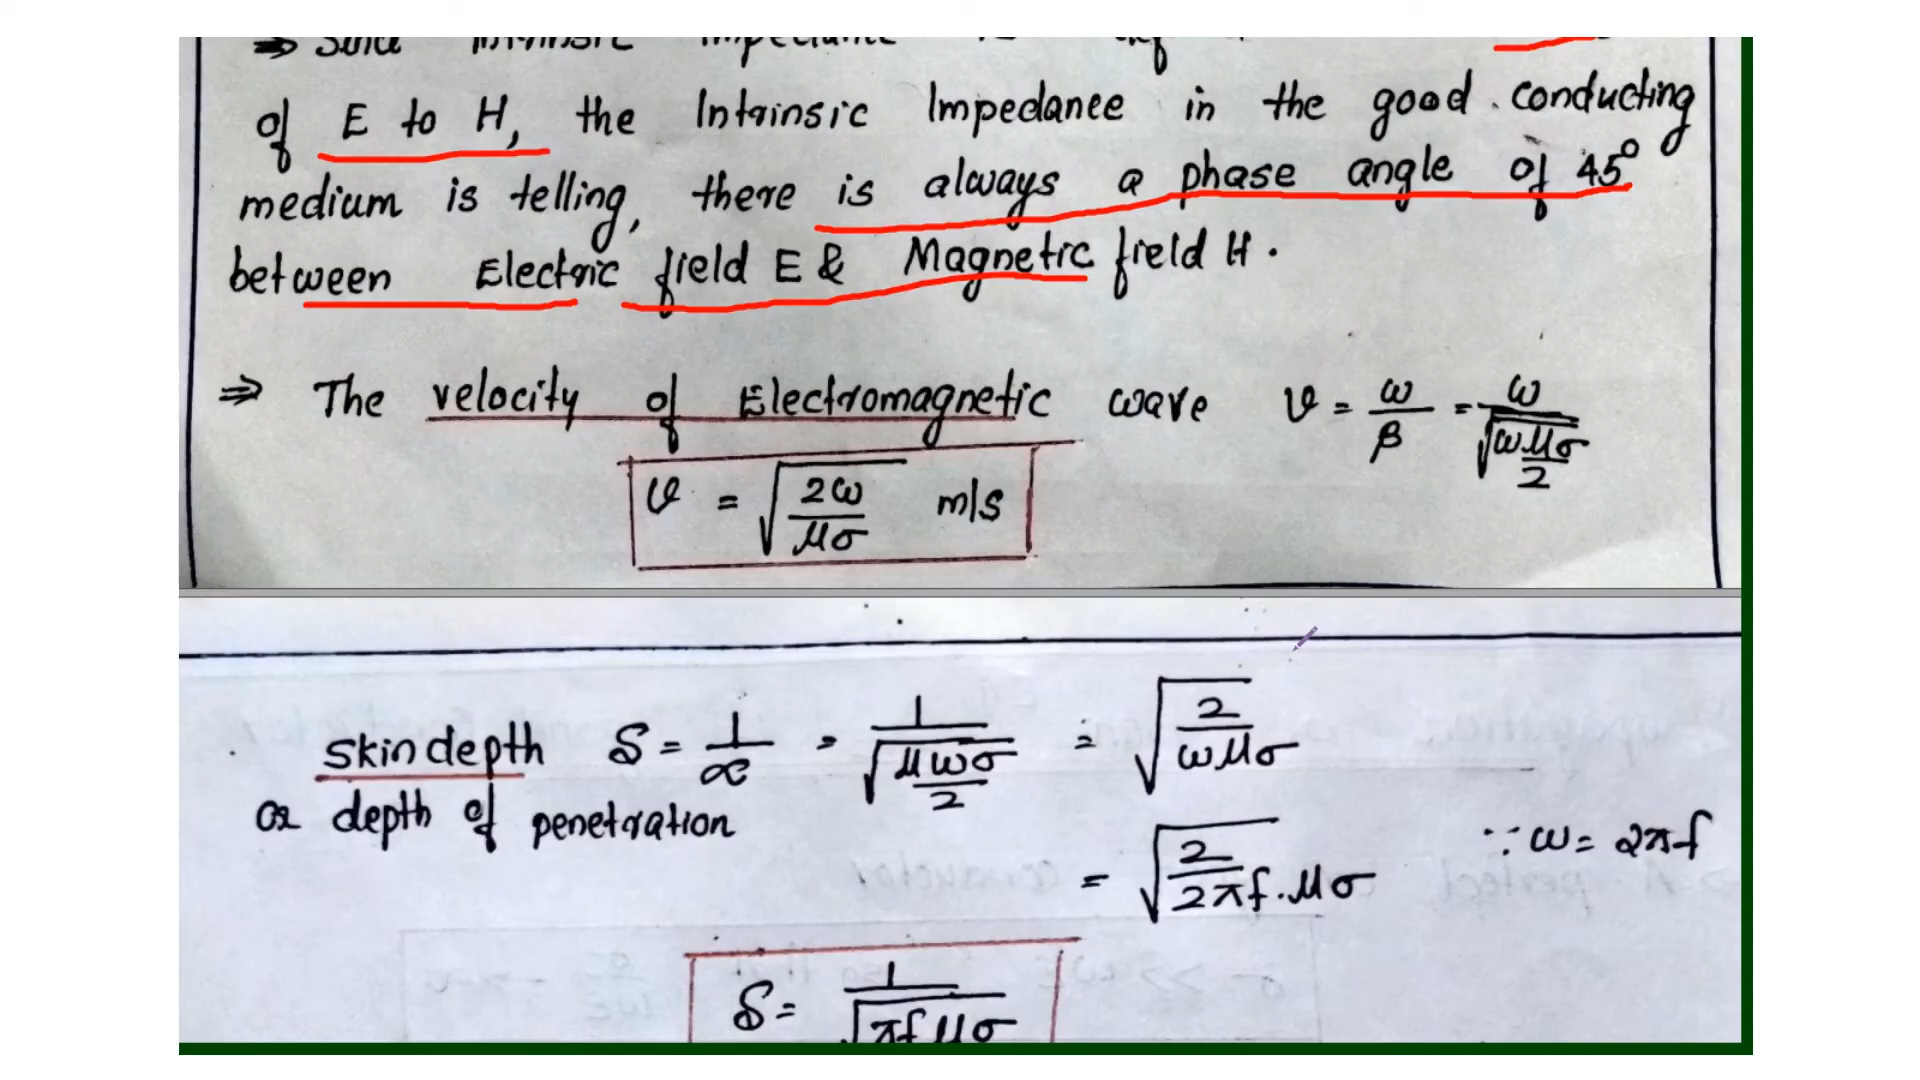 of E to H, the Intrinsic Impedance in the good conducting
medium is telling, there is always a phase angle of 45°
between Electric field E & Magnetic field H.
⇒ The velocity of Electromagnetic wave v = ω/β = ω/√(ωμσ/2)
v = √(2ω/μσ) m/s
skin depth δ = 1/α = 1/√(μωσ/2) = √(2/ωμσ)
or depth of penetration
= √(2/2πf.μσ) ∵ ω = 2πf
δ = 1/√(πfμσ)